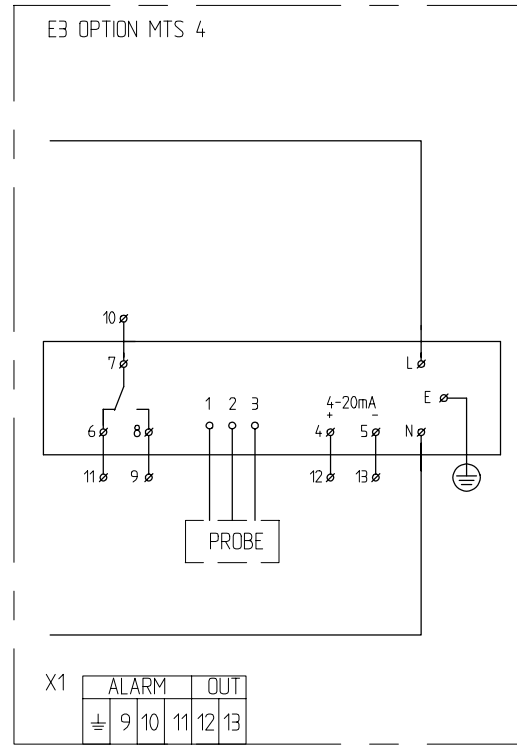 E3 OPTION MTS 4
10
7
L
1 2 3
4-20mA
E
+ -
6 8
4 5 N
11 9
12 13
PROBE
X1 ALARM OUT
9 10 11 12 13